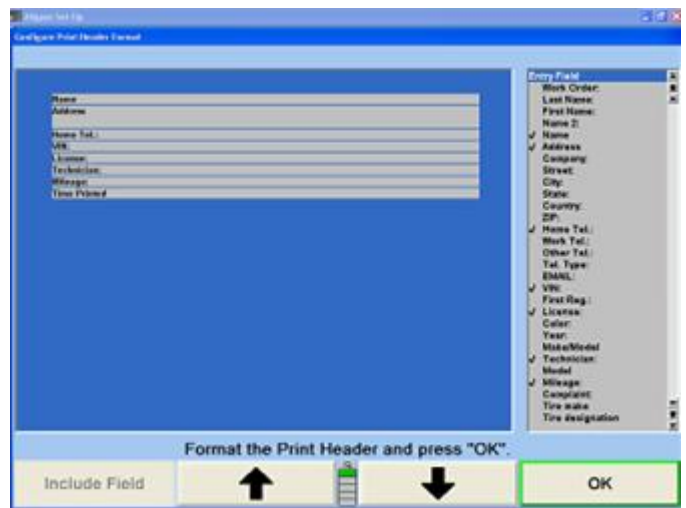 Aligner Set Up
Configure Print Header Format
Name
Address
Home Tel.:
VIN:
License:
Technician:
Mileage:
Time Printed
Entry Field
Work Order:
Last Name:
First Name:
Name 2:
Name
Address
Company:
Street:
City:
State:
Country:
ZIP:
Home Tel.:
Work Tel.:
Other Tel.:
Tel. Type:
EMAIL:
VIN:
First Reg.:
License:
Color:
Year:
Make/Model
Technician:
Model
Mileage:
Complaint:
Tire make
Tire designation
Format the Print Header and press "OK".
Include Field
OK